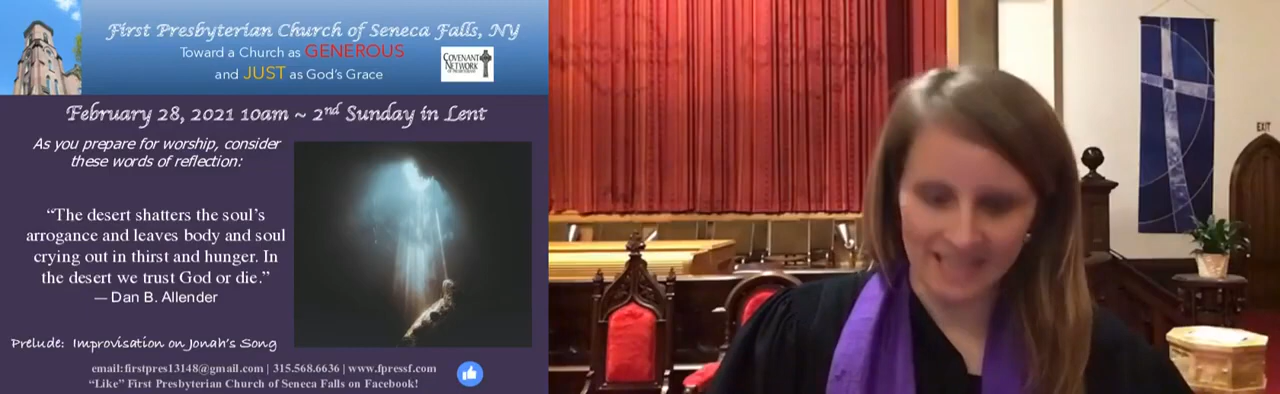 First Presbyterian Church of Seneca Falls, NY
Toward a Church as GENEROUS
and JUST as God's Grace
COVENANT
NETWORK
OF PRESBYTERIANS
February 28, 2021 10am ~ 2nd Sunday in Lent
As you prepare for worship, consider
these words of reflection:
“The desert shatters the soul’s
arrogance and leaves body and soul
crying out in thirst and hunger. In
the desert we trust God or die.”
— Dan B. Allender
Prelude: Improvisation on Jonah's Song
email:firstpres13148@gmail.com | 315.568.6636 | www.fpressf.com
“Like” First Presbyterian Church of Seneca Falls on Facebook!
EXIT